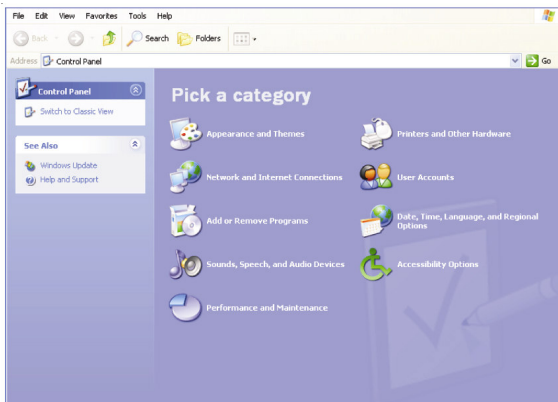 File Edit View Favorites Tools Help
Back Search Folders
Address Control Panel Go
Control Panel
Switch to Classic View
See Also
Windows Update
Help and Support
Pick a category
Appearance and Themes
Printers and Other Hardware
Network and Internet Connections
User Accounts
Add or Remove Programs
Date, Time, Language, and Regional
Options
Sounds, Speech, and Audio Devices
Accessibility Options
Performance and Maintenance